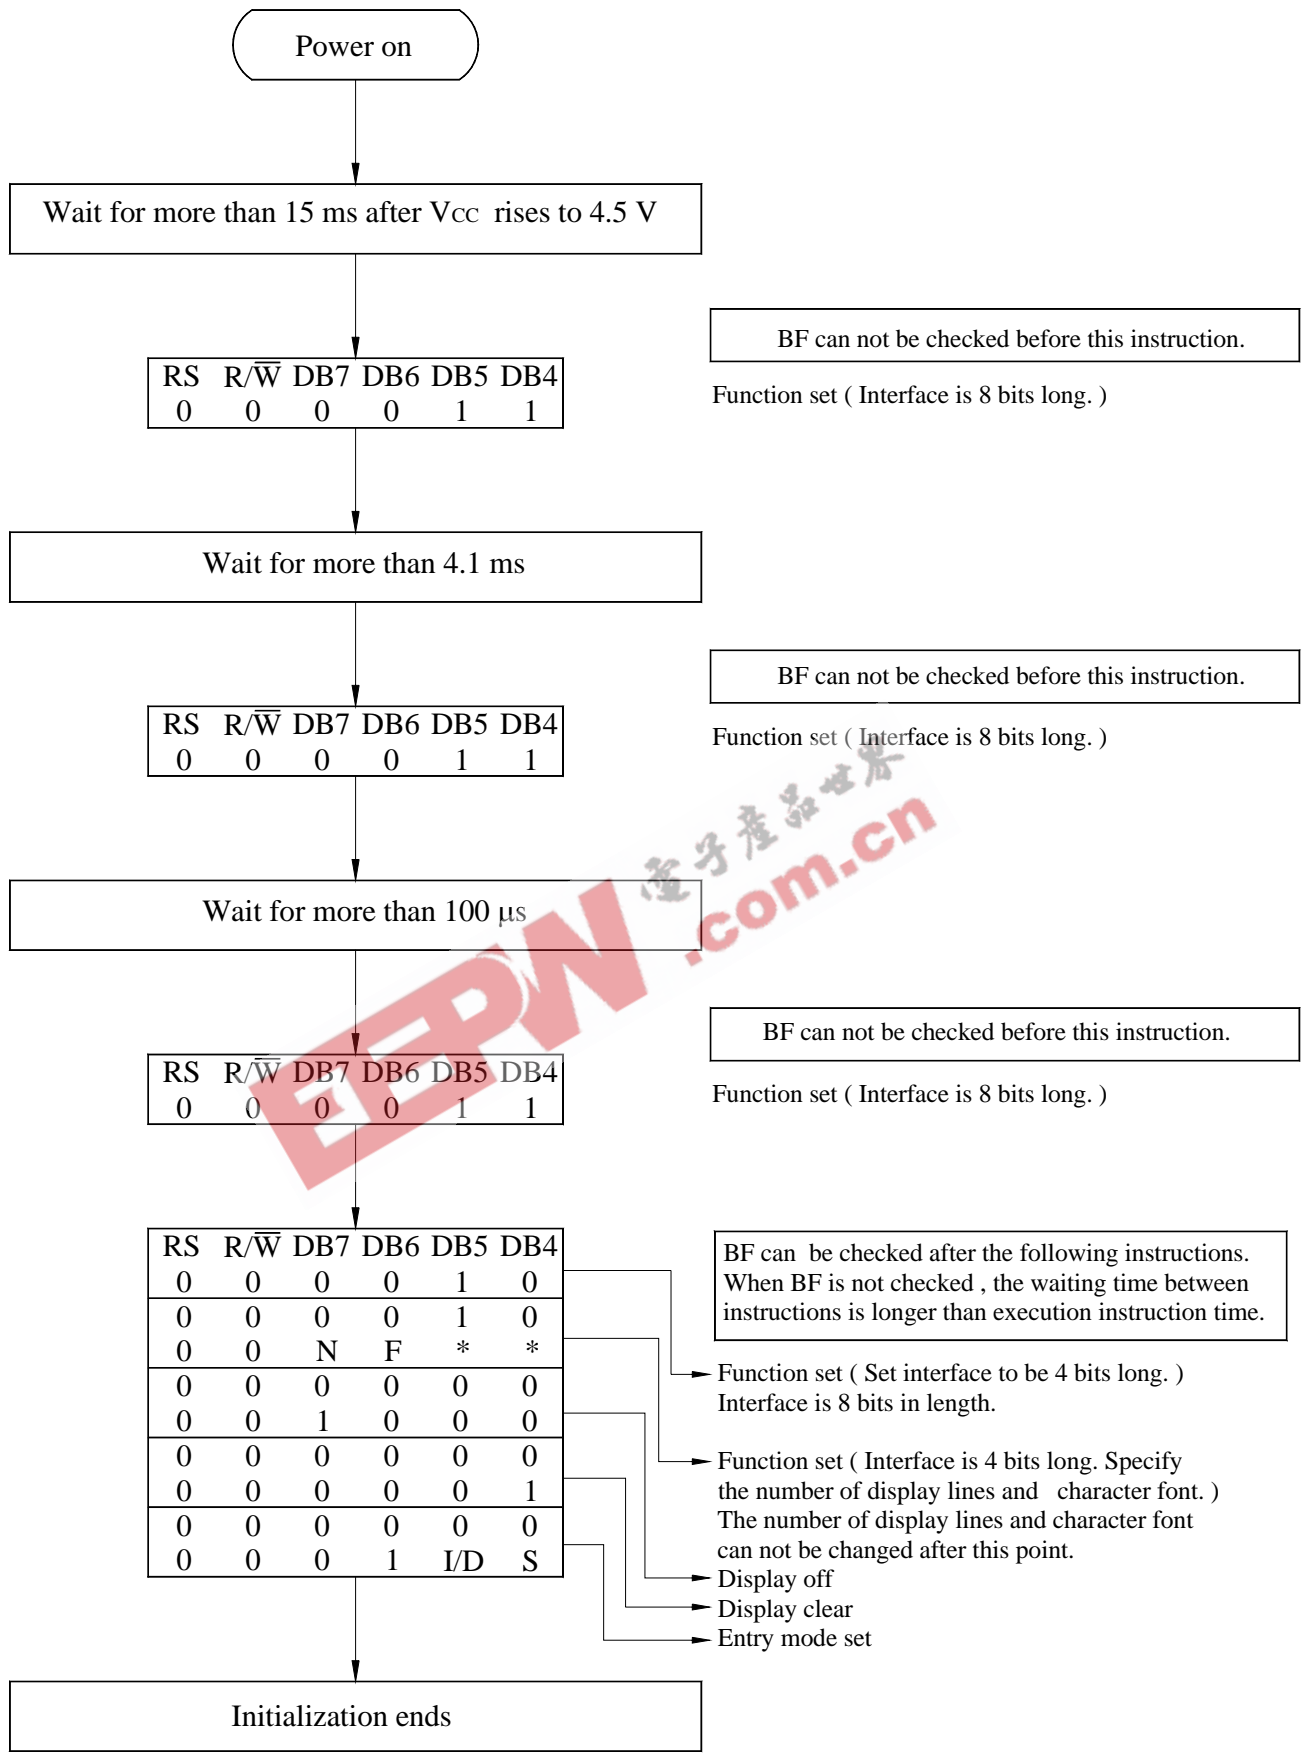 Power on
Wait for more than 15 ms after VCC rises to 4.5 V
BF can not be checked before this instruction.
RS R/W̅ DB7 DB6 DB5 DB4
0 0 0 0 1 1
Function set ( Interface is 8 bits long. )
Wait for more than 4.1 ms
BF can not be checked before this instruction.
RS R/W̅ DB7 DB6 DB5 DB4
0 0 0 0 1 1
Function set ( Interface is 8 bits long. )
Wait for more than 100 μs
BF can not be checked before this instruction.
RS R/W̅ DB7 DB6 DB5 DB4
0 0 0 0 1 1
Function set ( Interface is 8 bits long. )
RS R/W̅ DB7 DB6 DB5 DB4
0 0 0 0 1 0
0 0 0 0 1 0
0 0 N F * *
0 0 0 0 0 0
0 0 1 0 0 0
0 0 0 0 0 0
0 0 0 0 0 1
0 0 0 0 0 0
0 0 0 1 I/D S
BF can be checked after the following instructions.
When BF is not checked , the waiting time between
instructions is longer than execution instruction time.
Function set ( Set interface to be 4 bits long. )
Interface is 8 bits in length.
Function set ( Interface is 4 bits long. Specify
the number of display lines and character font. )
The number of display lines and character font
can not be changed after this point.
Display off
Display clear
Entry mode set
Initialization ends
EEPW
電子產品世界
.com.cn